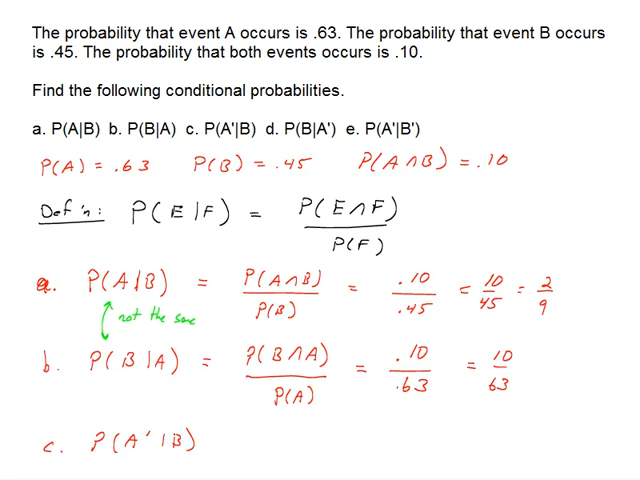 The probability that event A occurs is .63. The probability that event B occurs
is .45. The probability that both events occurs is .10.
Find the following conditional probabilities.
a. P(A|B) b. P(B|A) c. P(A'|B) d. P(B|A') e. P(A'|B')
P(A) = .63 P(B) = .45 P(A ∩ B) = .10
Def'n: P(E|F) = P(E∩F) / P(F)
a. P(A|B) = P(A∩B) / P(B) = .10 / .45 = 10/45 = 2/9
not the same
b. P(B|A) = P(B∩A) / P(A) = .10 / .63 = 10/63
c. P(A'|B)